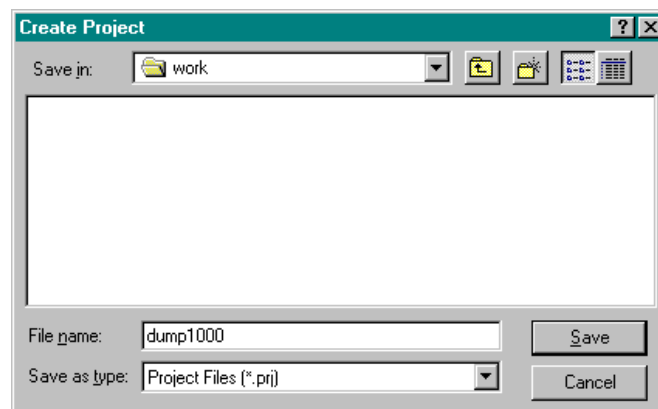 Create Project
Save in: work
File name: dump1000
Save
Save as type: Project Files (*.prj)
Cancel